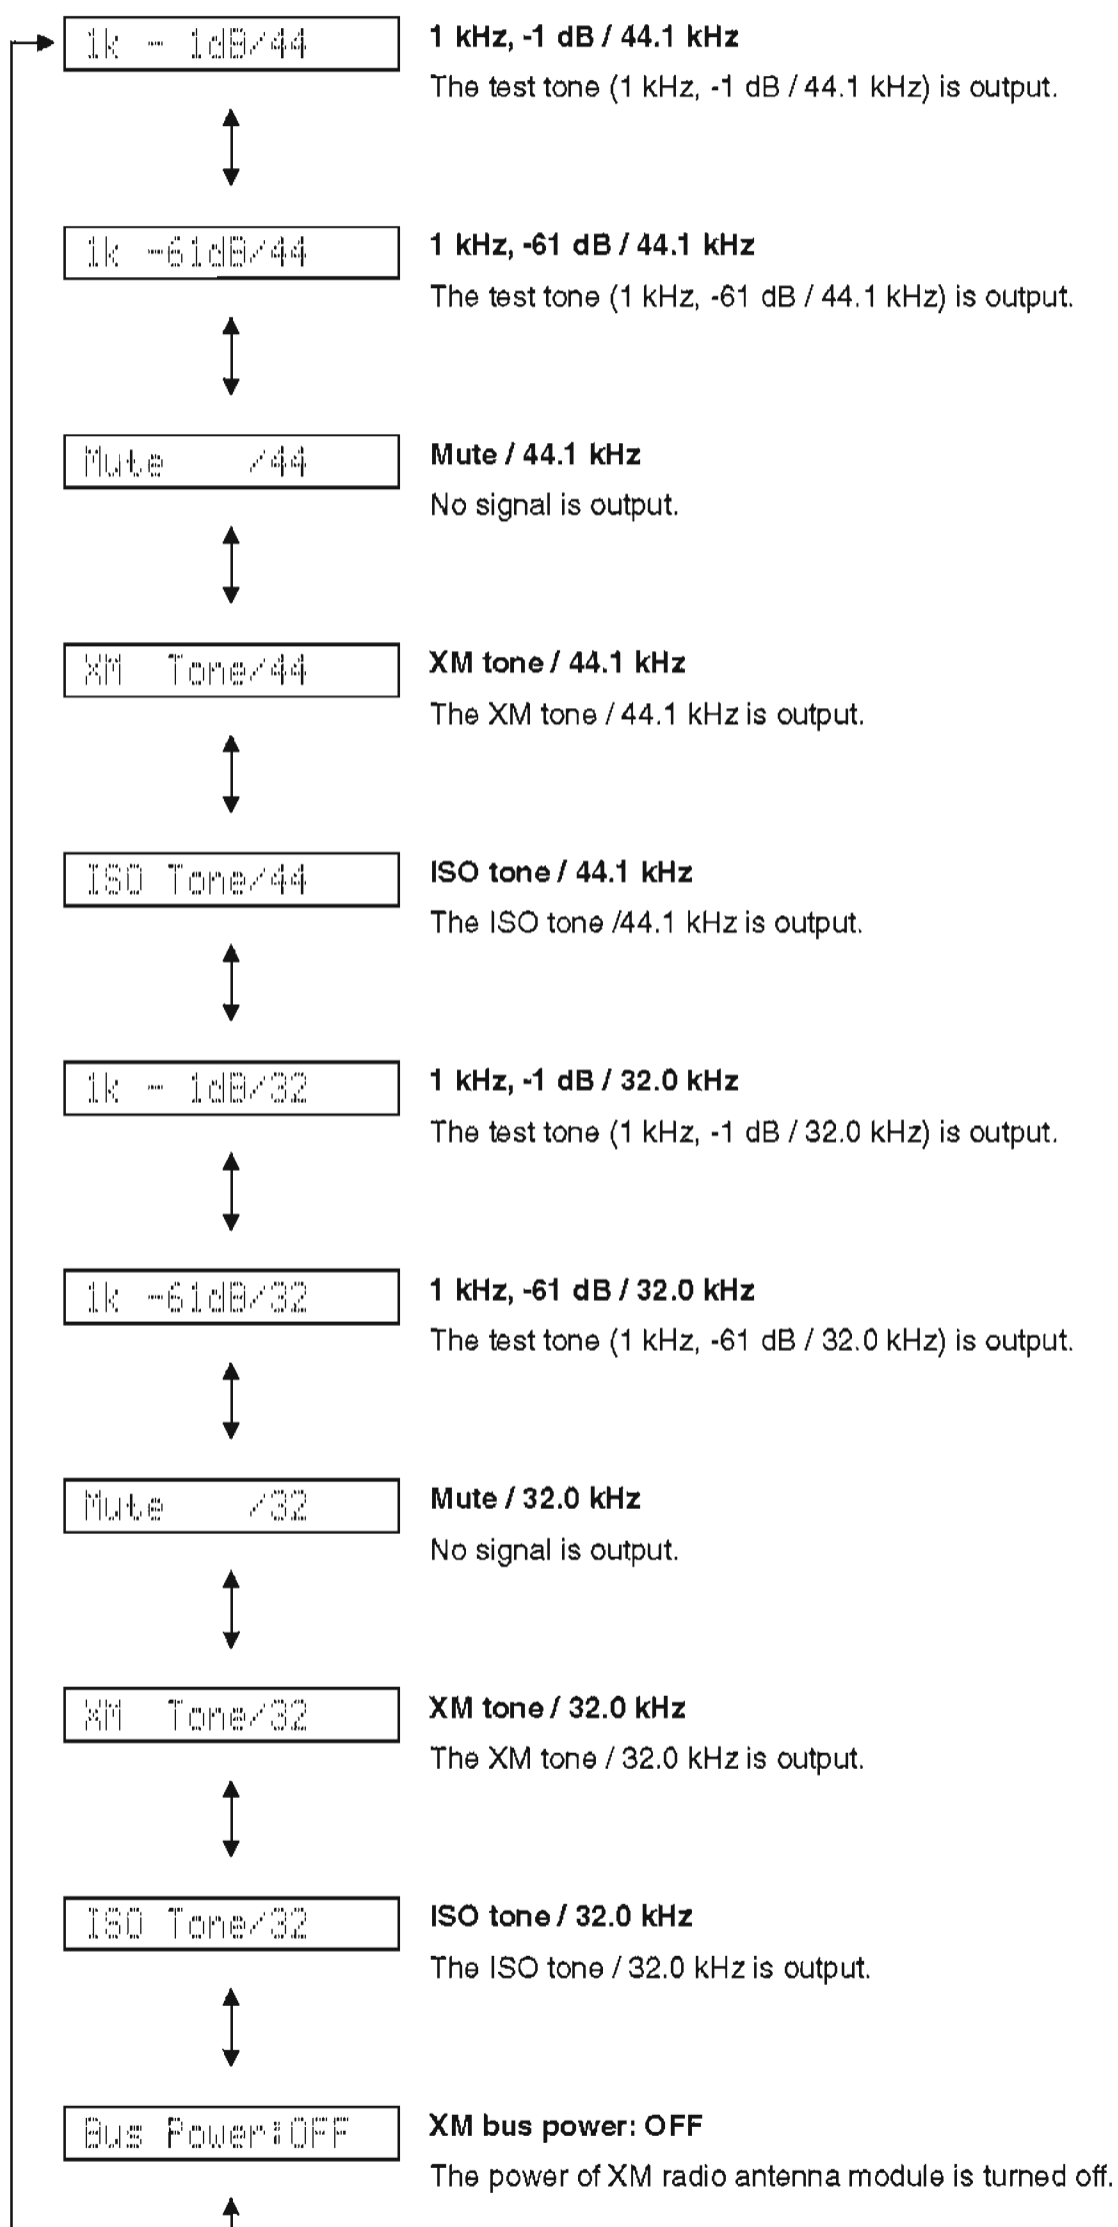 1k - 1dB/44
1 kHz, -1 dB / 44.1 kHz
The test tone (1 kHz, -1 dB / 44.1 kHz) is output.
1k -61dB/44
1 kHz, -61 dB / 44.1 kHz
The test tone (1 kHz, -61 dB / 44.1 kHz) is output.
Mute /44
Mute / 44.1 kHz
No signal is output.
XM Tone/44
XM tone / 44.1 kHz
The XM tone / 44.1 kHz is output.
ISO Tone/44
ISO tone / 44.1 kHz
The ISO tone /44.1 kHz is output.
1k - 1dB/32
1 kHz, -1 dB / 32.0 kHz
The test tone (1 kHz, -1 dB / 32.0 kHz) is output.
1k -61dB/32
1 kHz, -61 dB / 32.0 kHz
The test tone (1 kHz, -61 dB / 32.0 kHz) is output.
Mute /32
Mute / 32.0 kHz
No signal is output.
XM Tone/32
XM tone / 32.0 kHz
The XM tone / 32.0 kHz is output.
ISO Tone/32
ISO tone / 32.0 kHz
The ISO tone / 32.0 kHz is output.
Bus Power:OFF
XM bus power: OFF
The power of XM radio antenna module is turned off.